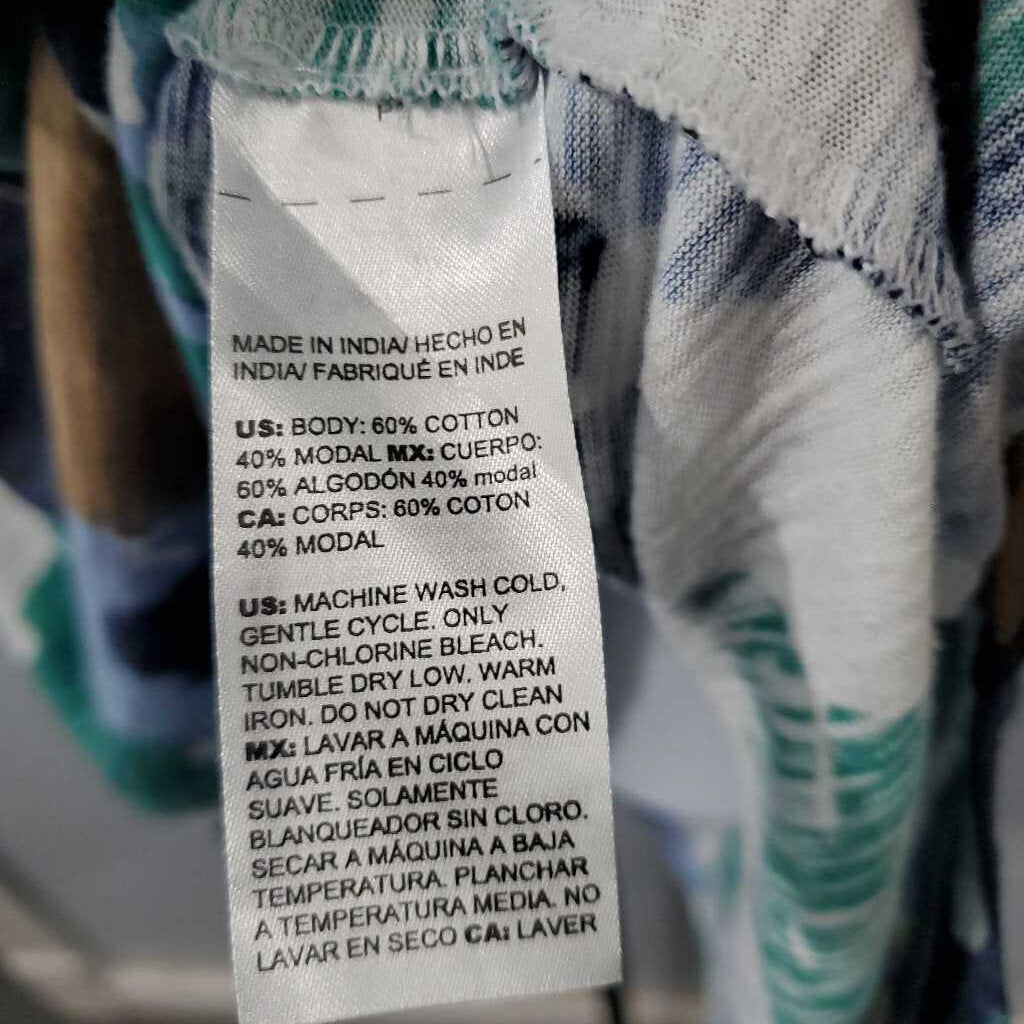 MADE IN INDIA/ HECHO EN
INDIA/ FABRIQUÉ EN INDE
US: BODY: 60% COTTON
40% MODAL MX: CUERPO:
60% ALGODÓN 40% modal
CA: CORPS: 60% COTON
40% MODAL
US: MACHINE WASH COLD,
GENTLE CYCLE. ONLY
NON-CHLORINE BLEACH.
TUMBLE DRY LOW. WARM
IRON. DO NOT DRY CLEAN
MX: LAVAR A MÁQUINA CON
AGUA FRÍA EN CICLO
SUAVE. SOLAMENTE
BLANQUEADOR SIN CLORO.
SECAR A MÁQUINA A BAJA
TEMPERATURA. PLANCHAR
A TEMPERATURA MEDIA. NO
LAVAR EN SECO CA: LAVER